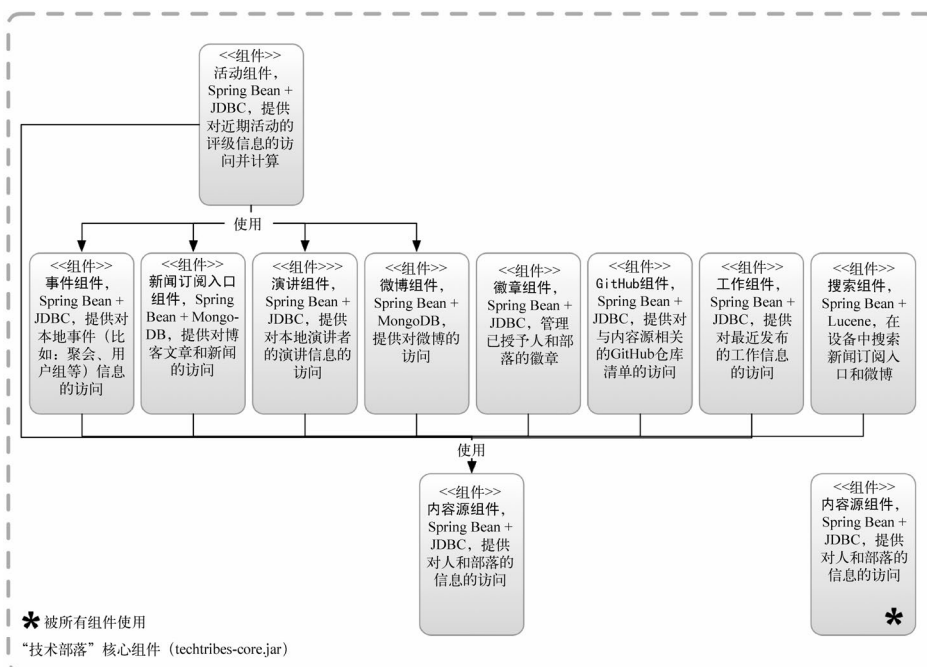 <<组件>>
活动组件,
Spring Bean +
JDBC, 提供
对近期活动的
评级信息的访
问并计算
使用
<<组件>>
事件组件,
Spring Bean +
JDBC, 提供对
本地事件（比
如：聚会、用
户组等）信息
的访问
<<组件>>
新闻订阅入口
组件, Spring
Bean + Mongo-
DB, 提供对博
客文章和新闻
的访问
<<组件>>>
演讲组件,
Spring Bean +
JDBC, 提供
对本地演讲者
的演讲信息的
访问
<<组件>>
微博组件,
Spring Bean +
MongoDB,
提供对微博的
访问
<<组件>>
徽章组件,
Spring Bean +
JDBC, 管理
已授予人和部
落的徽章
<<组件>>
GitHub组件,
Spring Bean +
JDBC, 提供对
与内容源相关
的GitHub仓库
清单的访问
<<组件>>
工作组件,
Spring Bean +
JDBC, 提供
对最近发布的
工作信息的
访问
<<组件>>
搜索组件,
Spring Bean +
Lucene, 在
设备中搜索
新闻订阅入
口和微博
使用
<<组件>>
内容源组件,
Spring Bean +
JDBC, 提供
对人和部落的
信息的访问
<<组件>>
内容源组件,
Spring Bean +
JDBC, 提供
对人和部落的
信息的访问
*
* 被所有组件使用
“技术部落”核心组件（techtribes-core.jar）